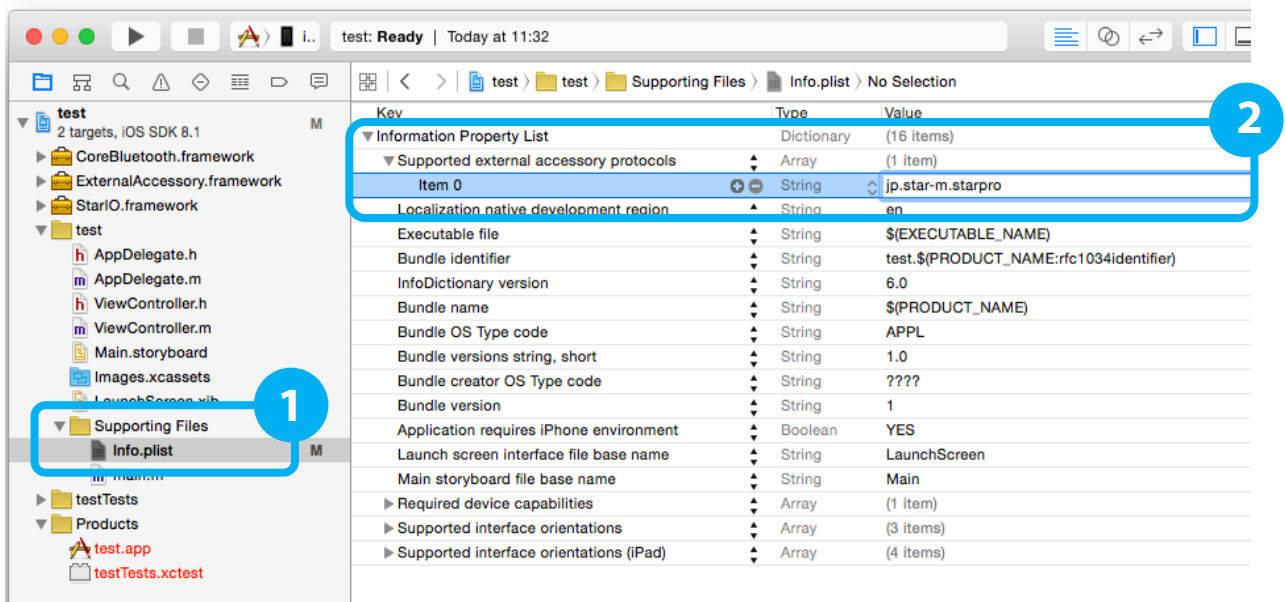 i.. test: Ready | Today at 11:32
test test Supporting Files Info.plist No Selection
test
2 targets, iOS SDK 8.1 M
CoreBluetooth.framework
ExternalAccessory.framework
StarIO.framework
test
h AppDelegate.h
m AppDelegate.m
h ViewController.h
m ViewController.m
Main.storyboard
Images.xcassets
LaunchScreen.xib
1
Supporting Files
Info.plist M
m main.m
testTests
Products
test.app
testTests.xctest
Key Type Value
2
Information Property List Dictionary (16 items)
Supported external accessory protocols Array (1 item)
Item 0 String jp.star-m.starpro
Localization native development region String en
Executable file String $(EXECUTABLE_NAME)
Bundle identifier String test.$(PRODUCT_NAME:rfc1034identifier)
InfoDictionary version String 6.0
Bundle name String $(PRODUCT_NAME)
Bundle OS Type code String APPL
Bundle versions string, short String 1.0
Bundle creator OS Type code String ????
Bundle version String 1
Application requires iPhone environment Boolean YES
Launch screen interface file base name String LaunchScreen
Main storyboard file base name String Main
Required device capabilities Array (1 item)
Supported interface orientations Array (3 items)
Supported interface orientations (iPad) Array (4 items)